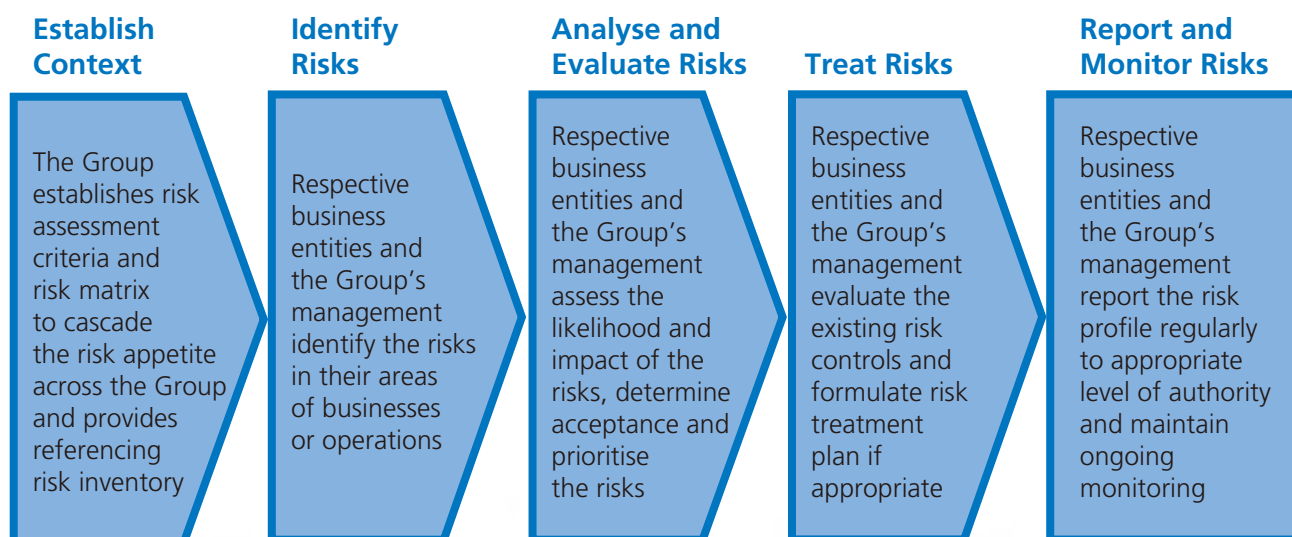 Establish
Context
Identify
Risks
Analyse and
Evaluate Risks
Treat Risks
Report and
Monitor Risks
The Group
establishes risk
assessment
criteria and
risk matrix
to cascade
the risk appetite
across the Group
and provides
referencing
risk inventory
Respective
business
entities and
the Group's
management
identify the risks
in their areas
of businesses
or operations
Respective
business
entities and
the Group's
management
assess the
likelihood and
impact of the
risks, determine
acceptance and
prioritise
the risks
Respective
business
entities and
the Group's
management
evaluate the
existing risk
controls and
formulate risk
treatment
plan if
appropriate
Respective
business
entities and
the Group's
management
report the risk
profile regularly
to appropriate
level of authority
and maintain
ongoing
monitoring